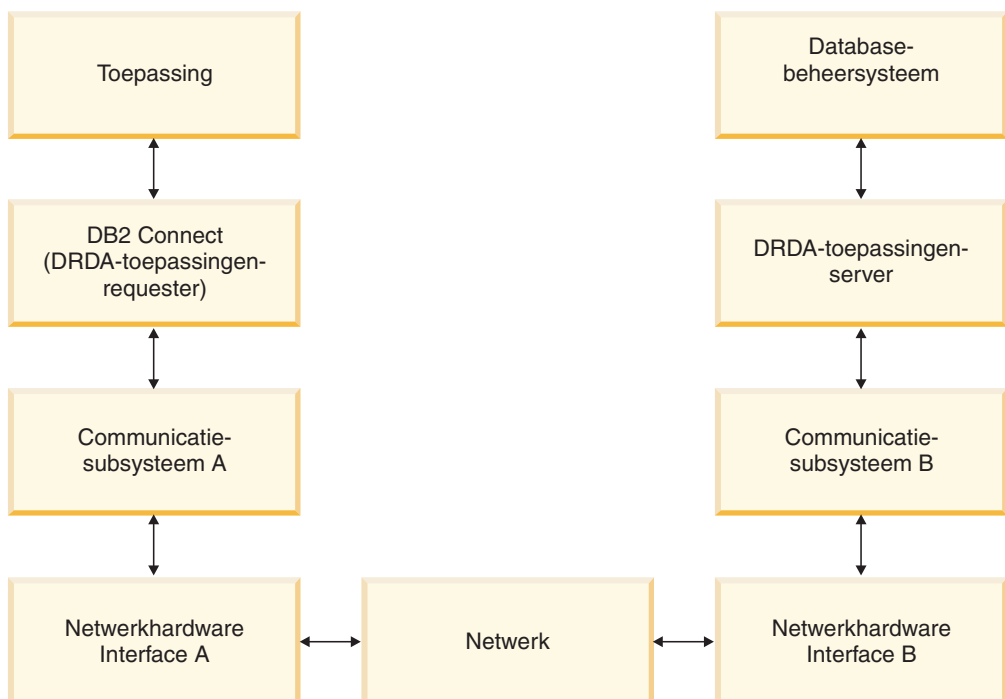 Toepassing
Database-
beheersysteem
DB2 Connect
(DRDA-toepassingen-
requester)
DRDA-toepassingen-
server
Communicatie-
subsysteem A
Communicatie-
subsysteem B
Netwerkhardware
Interface A
Netwerk
Netwerkhardware
Interface B